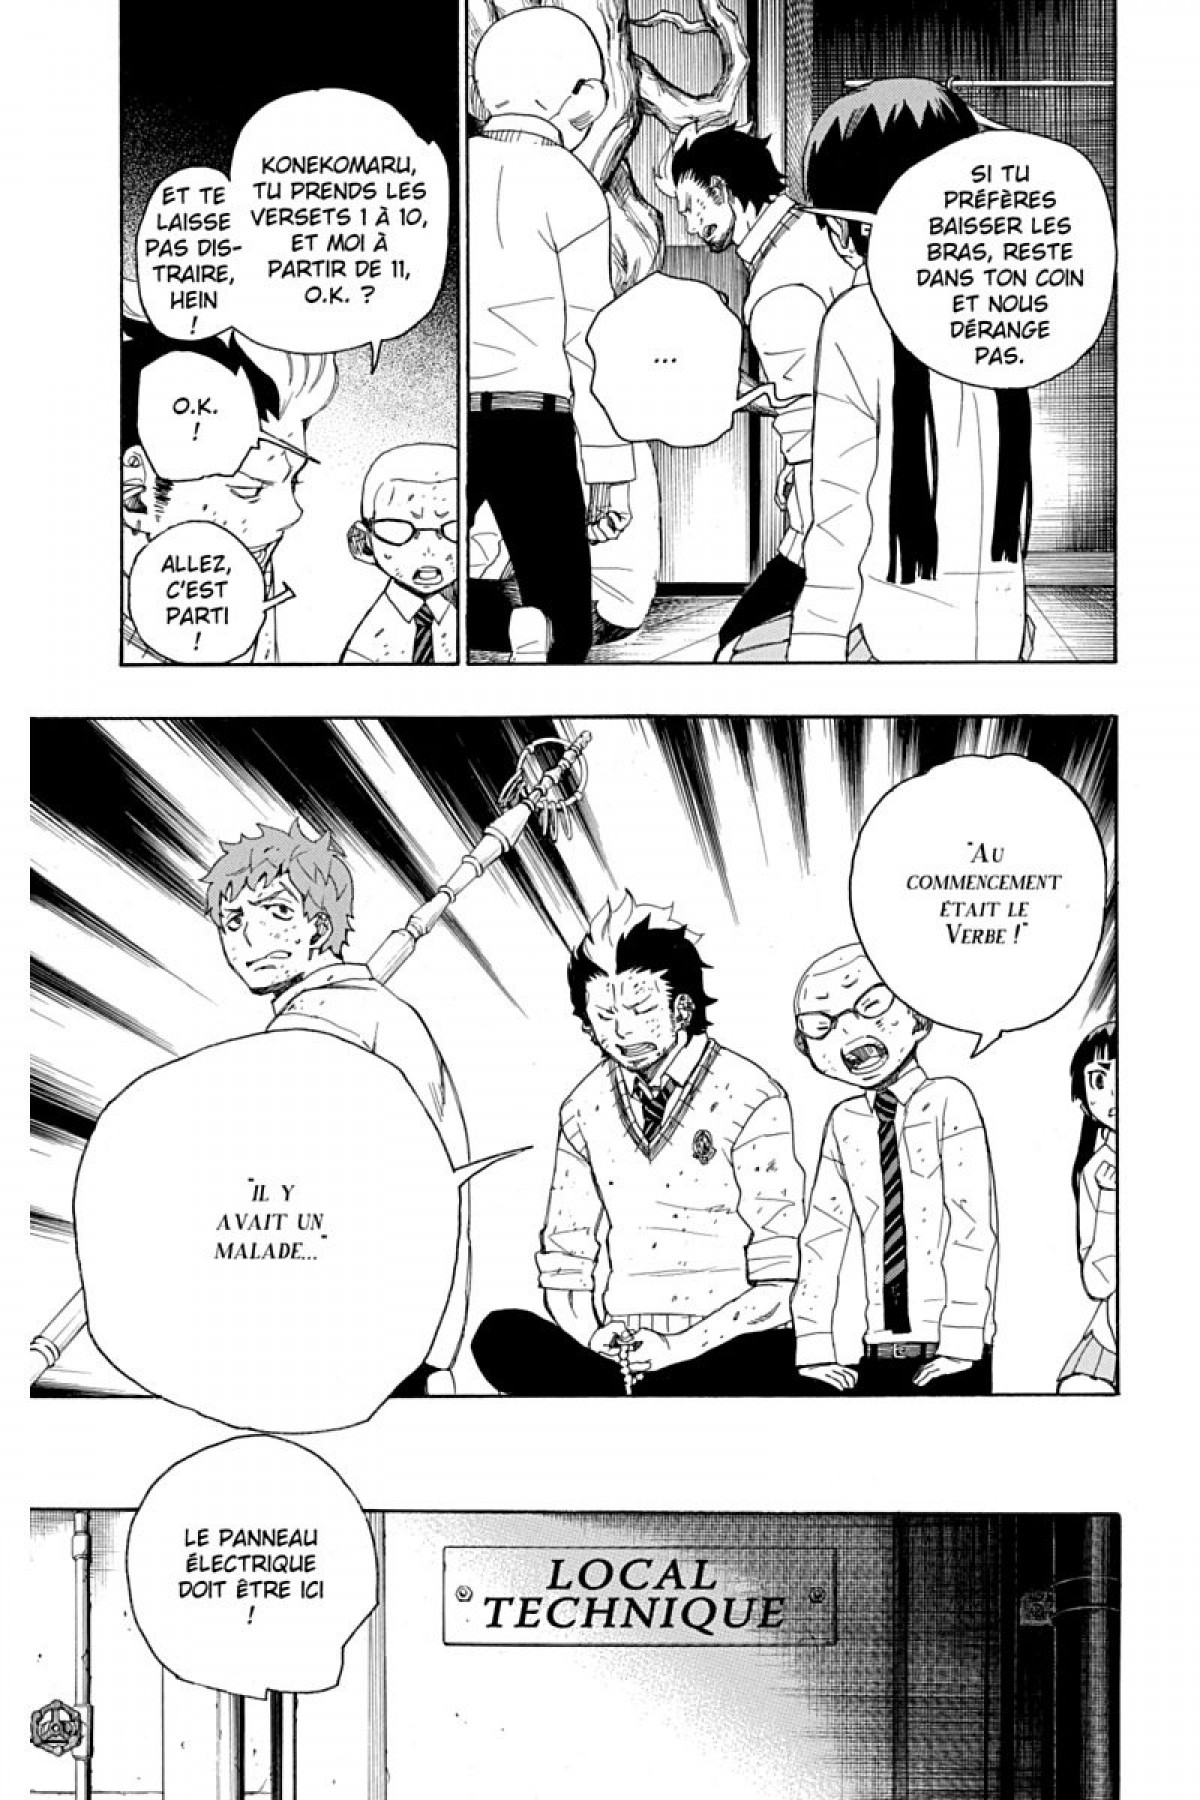 SI TU
PRÉFÈRES
BAISSER LES
BRAS, RESTE
DANS TON COIN
ET NOUS
DÉRANGE
PAS.
...
KONEKOMARU,
TU PRENDS LES
VERSETS 1 À 10,
ET MOI À
PARTIR DE 11,
O.K. ?
ET TE
LAISSE
PAS DIS-
TRAIRE,
HEIN
!
O.K.
!
ALLEZ,
C'EST
PARTI
!
"AU
COMMENCEMENT
ÉTAIT LE
VERBE !"
"IL Y
AVAIT UN
MALADE..."
LE PANNEAU
ÉLECTRIQUE
DOIT ÊTRE ICI
!
LOCAL
TECHNIQUE